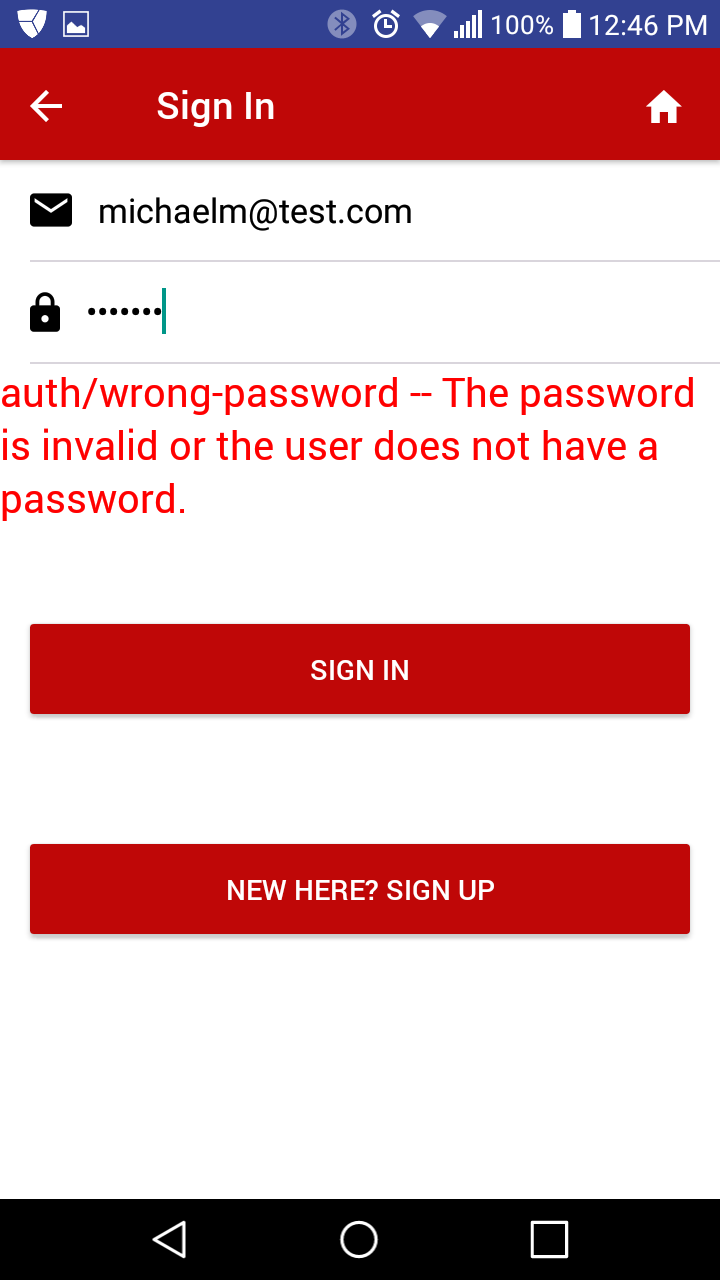 100% 12:46 PM
Sign In
michaelm@test.com
•••••••
auth/wrong-password -- The password
is invalid or the user does not have a
password.
SIGN IN
NEW HERE? SIGN UP